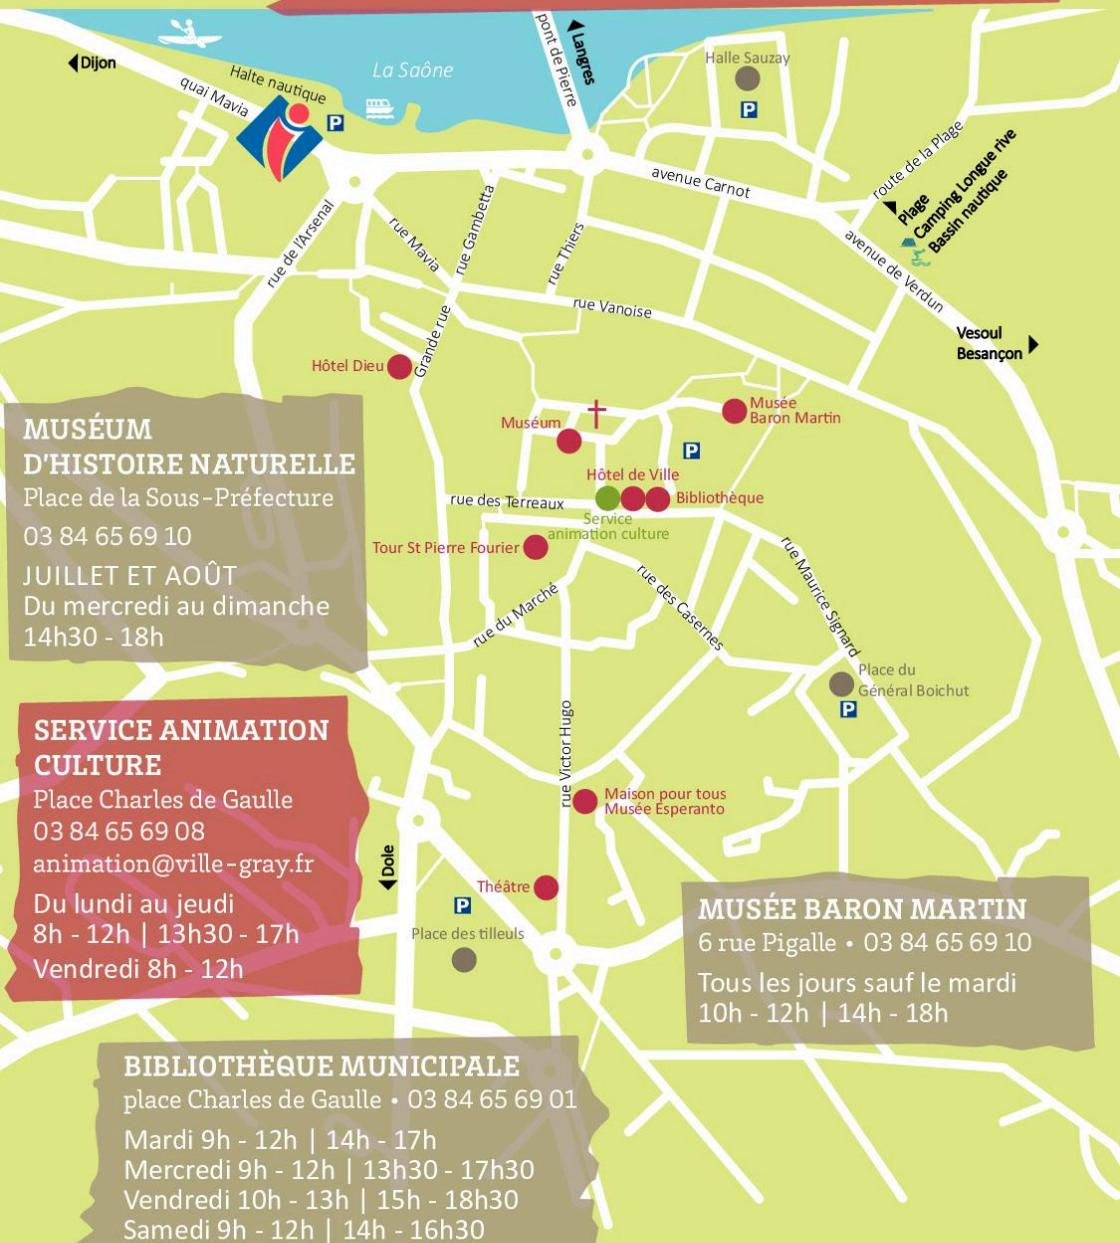 Dijon
quai Mavia
Halte nautique
P
La Saône
pont de Pierre
Langres
Halle Sauzay
P
avenue Carnot
route de la Plage
Plage
Camping Longue rive
Bassin nautique
avenue de Verdun
Vesoul
Besançon
rue de l'Arsenal
rue Mavia
rue Gambetta
rue Thiers
rue Vanoise
Grande rue
Hôtel Dieu
Muséum
Musée
Baron Martin
P
Hôtel de Ville
Bibliothèque
rue des Terreaux
Service
animation culture
Tour St Pierre Fourier
rue du Marché
rue des Casernes
rue Maurice Signard
Place du
Général Boichut
P
rue Victor Hugo
Maison pour tous
Musée Esperanto
Dole
Théâtre
P
Place des tilleuls
MUSÉUM
D'HISTOIRE NATURELLE
Place de la Sous-Préfecture
03 84 65 69 10
JUILLET ET AOÛT
Du mercredi au dimanche
14h30 - 18h
SERVICE ANIMATION
CULTURE
Place Charles de Gaulle
03 84 65 69 08
animation@ville-gray.fr
Du lundi au jeudi
8h - 12h | 13h30 - 17h
Vendredi 8h - 12h
MUSÉE BARON MARTIN
6 rue Pigalle • 03 84 65 69 10
Tous les jours sauf le mardi
10h - 12h | 14h - 18h
BIBLIOTHÈQUE MUNICIPALE
place Charles de Gaulle • 03 84 65 69 01
Mardi 9h - 12h | 14h - 17h
Mercredi 9h - 12h | 13h30 - 17h30
Vendredi 10h - 13h | 15h - 18h30
Samedi 9h - 12h | 14h - 16h30